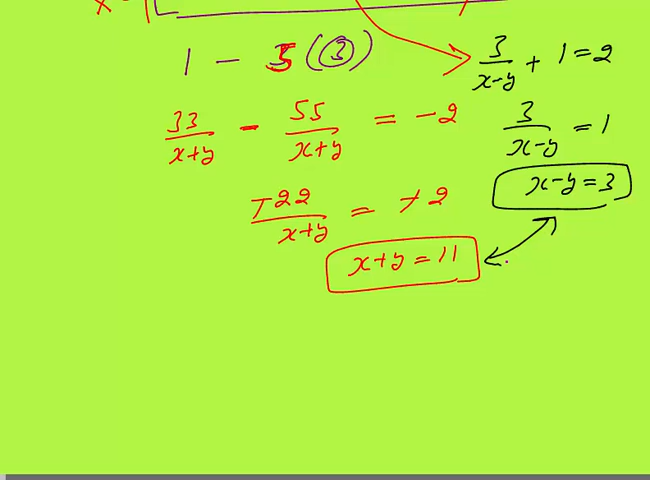 1 - 5 (3)
33/(x+y) - 55/(x+y) = -2
-22/(x+y) = -2
x+y = 11
3/(x-y) + 1 = 2
3/(x-y) = 1
x-y = 3